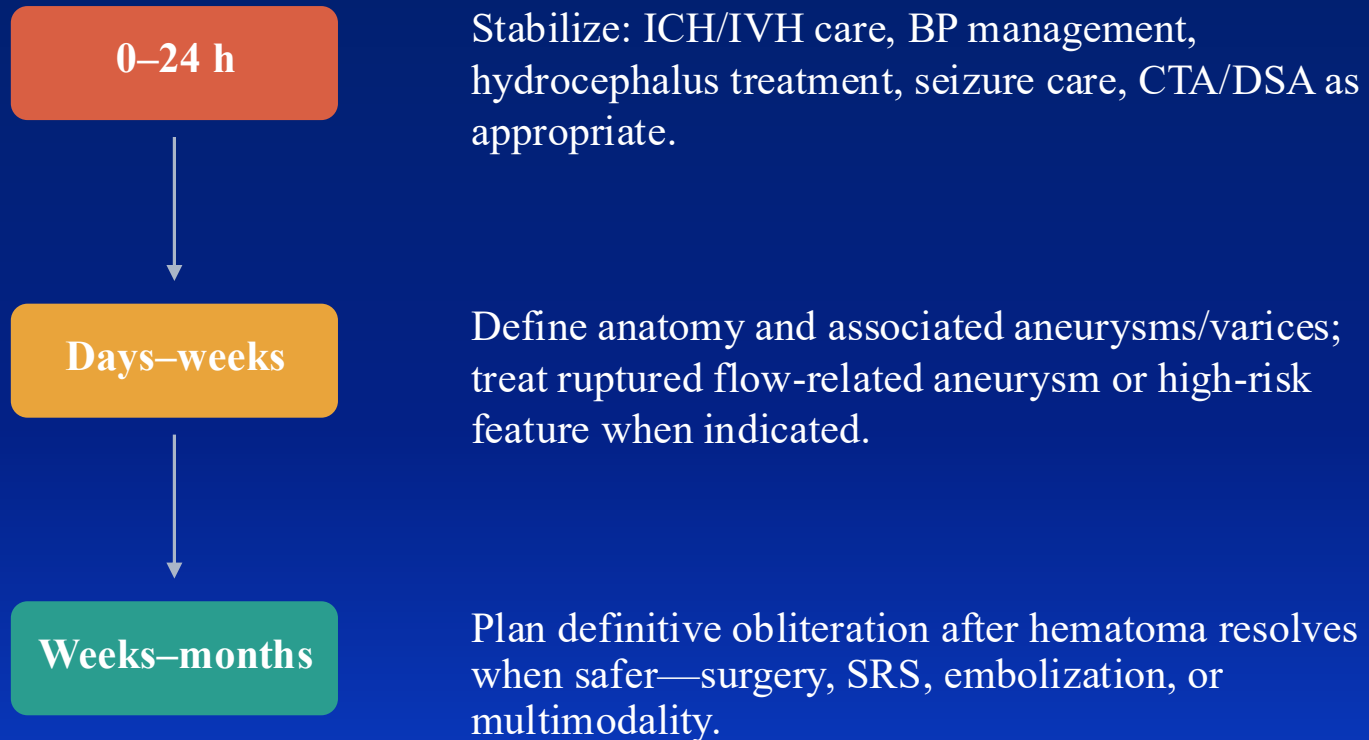 0–24 h
Stabilize: ICH/IVH care, BP management,
hydrocephalus treatment, seizure care, CTA/DSA as
appropriate.
Days–weeks
Define anatomy and associated aneurysms/varices;
treat ruptured flow-related aneurysm or high-risk
feature when indicated.
Weeks–months
Plan definitive obliteration after hematoma resolves
when safer—surgery, SRS, embolization, or
multimodality.